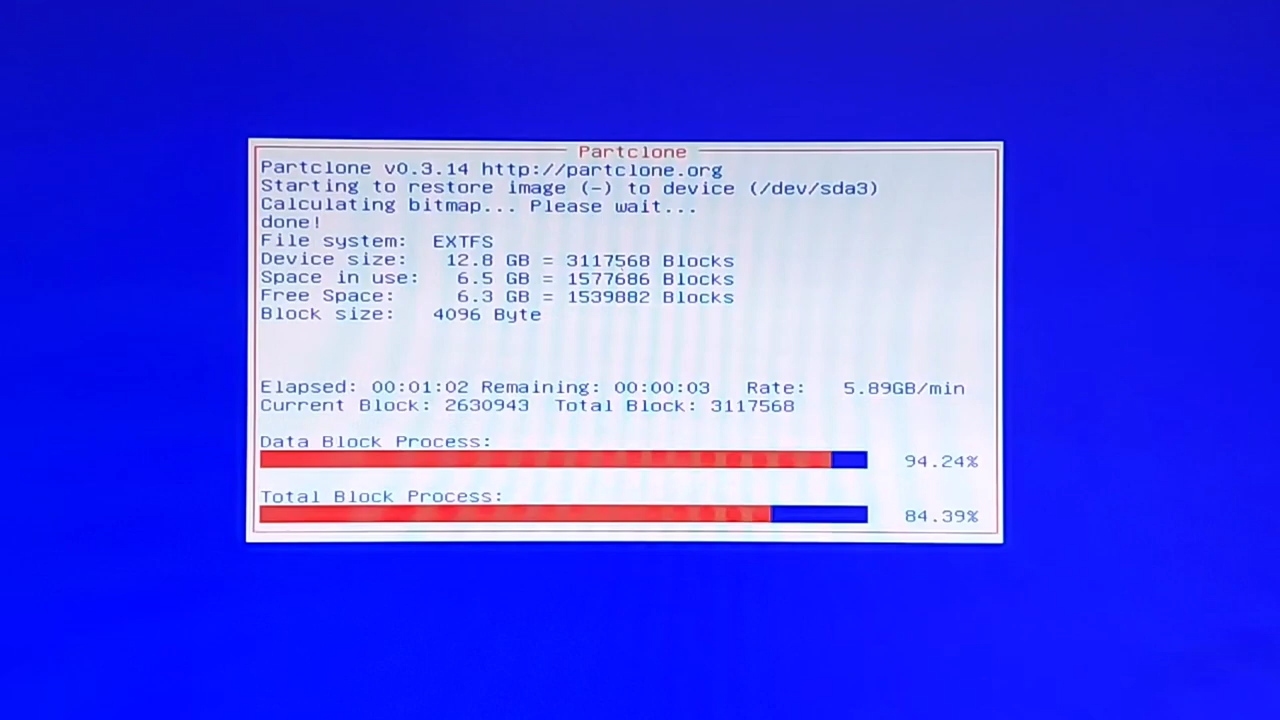 Partclone
Partclone v0.3.14 http://partclone.org
Starting to restore image (-) to device (/dev/sda3)
Calculating bitmap... Please wait...
done!
File system: EXTFS
Device size: 12.8 GB = 3117568 Blocks
Space in use: 6.5 GB = 1577686 Blocks
Free Space: 6.3 GB = 1539882 Blocks
Block size: 4096 Byte
Elapsed: 00:01:02 Remaining: 00:00:03 Rate: 5.89GB/min
Current Block: 2630943 Total Block: 3117568
Data Block Process:
94.24%
Total Block Process:
84.39%